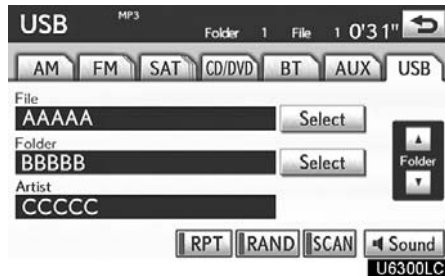 USB MP3 Folder 1 File 1 0'31"
AM FM SAT CD/DVD BT AUX USB
File
AAAAA Select
Folder
BBBBB Select
Folder
Artist
CCCCC
RPT RAND SCAN Sound
U6300LC